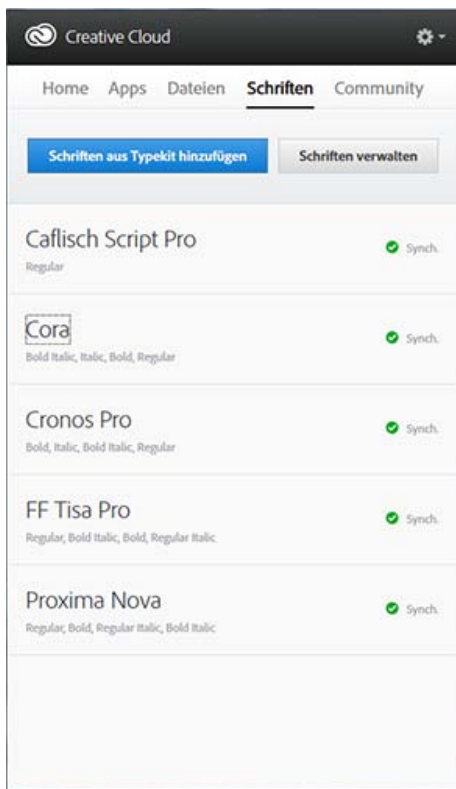 Creative Cloud
Home Apps Dateien Schriften Community
Schriften aus Typekit hinzufügen Schriften verwalten
Caflisch Script Pro
Synch.
Regular
Cora
Synch.
Bold Italic, Italic, Bold, Regular
Cronos Pro
Synch.
Bold, Italic, Bold Italic, Regular
FF Tisa Pro
Synch.
Regular, Bold Italic, Bold, Regular Italic
Proxima Nova
Synch.
Regular, Bold, Regular Italic, Bold Italic